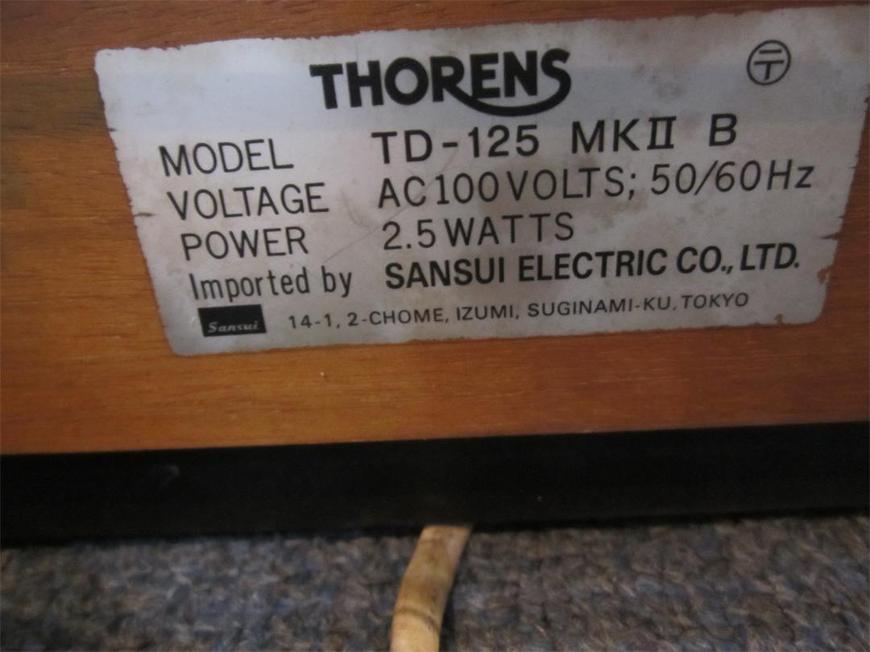 THORENS
〒
MODEL TD-125 MKⅡ B
VOLTAGE AC100VOLTS; 50/60Hz
POWER 2.5WATTS
Imported by SANSUI ELECTRIC CO., LTD.
Sansui 14-1, 2-CHOME, IZUMI, SUGINAMI-KU, TOKYO